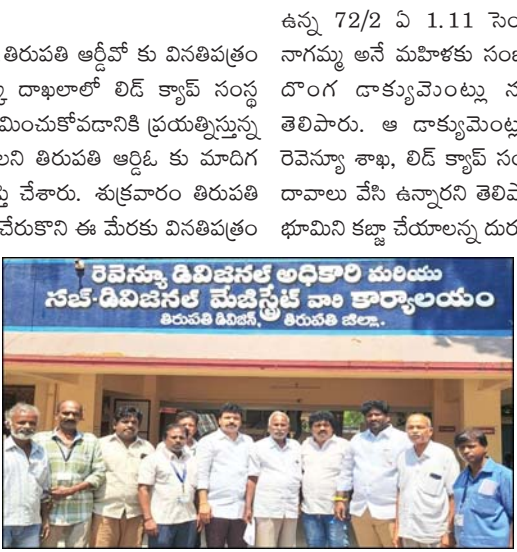 తిరుపతి ఆర్డీవో కు వినతిపత్రం
దాఖలాలో లిడ్ క్యాప్ సంస్థ
మించుకోవడానికి ప్రయత్నిస్తున్న
లని తిరుపతి ఆర్డిఓ కు మాదిగ
ప్తి చేశారు. శుక్రవారం తిరుపతి
చేరుకొని ఈ మేరకు వినతిపత్రం
ఉన్న 72/2 ఏ 1.11 సెం
నాగమ్మ అనే మహిళకు సంబ
దొంగ డాక్యుమెంట్లు
తెలిపారు. ఆ డాక్యుమెంట్ల
రెవెన్యూ శాఖ, లిడ్ క్యాప్ సం
దావాలు వేసి ఉన్నారని తెలిపా
భూమిని కబ్జా చేయాలన్న దురు
రెవెన్యూ డివిజనల్ అధికారి మరియు
సబ్-డివిజనల్ మేజిస్ట్రేట్ వారి కార్యాలయం
తిరుపతి డివిజన్, తిరుపతి జిల్లా.